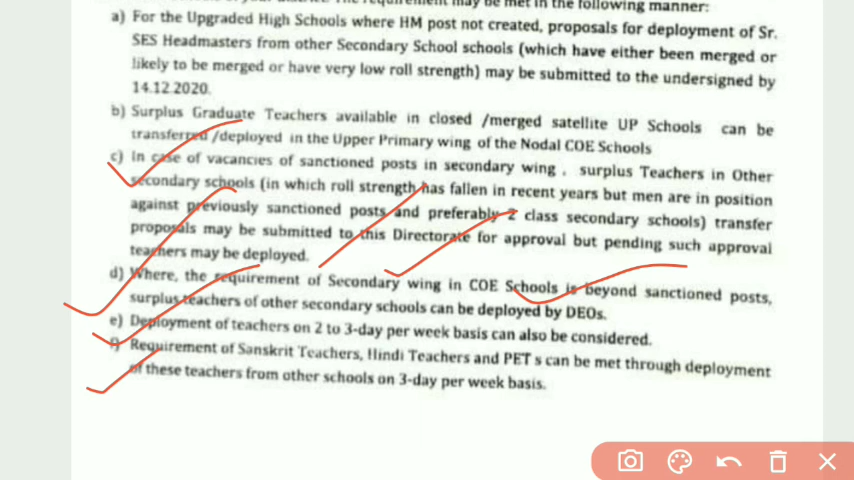 may be met in the following manner:
a) For the Upgraded High Schools where HM post not created, proposals for deployment of Sr.
SES Headmasters from other Secondary School schools (which have either been merged or
likely to be merged or have very low roll strength) may be submitted to the undersigned by
14.12.2020.
b) Surplus Graduate Teachers available in closed /merged satellite UP Schools can be
transferred /deployed in the Upper Primary wing of the Nodal COE Schools
c) In case of vacancies of sanctioned posts in secondary wing , surplus Teachers in Other
secondary schools (in which roll strength has fallen in recent years but men are in position
against previously sanctioned posts and preferably 2 class secondary schools) transfer
proposals may be submitted to this Directorate for approval but pending such approval
teachers may be deployed.
d) Where, the requirement of Secondary wing in COE Schools is beyond sanctioned posts,
surplus teachers of other secondary schools can be deployed by DEOs.
e) Deployment of teachers on 2 to 3-day per week basis can also be considered.
f) Requirement of Sanskrit Teachers, Hindi Teachers and PET s can be met through deployment
of these teachers from other schools on 3-day per week basis.